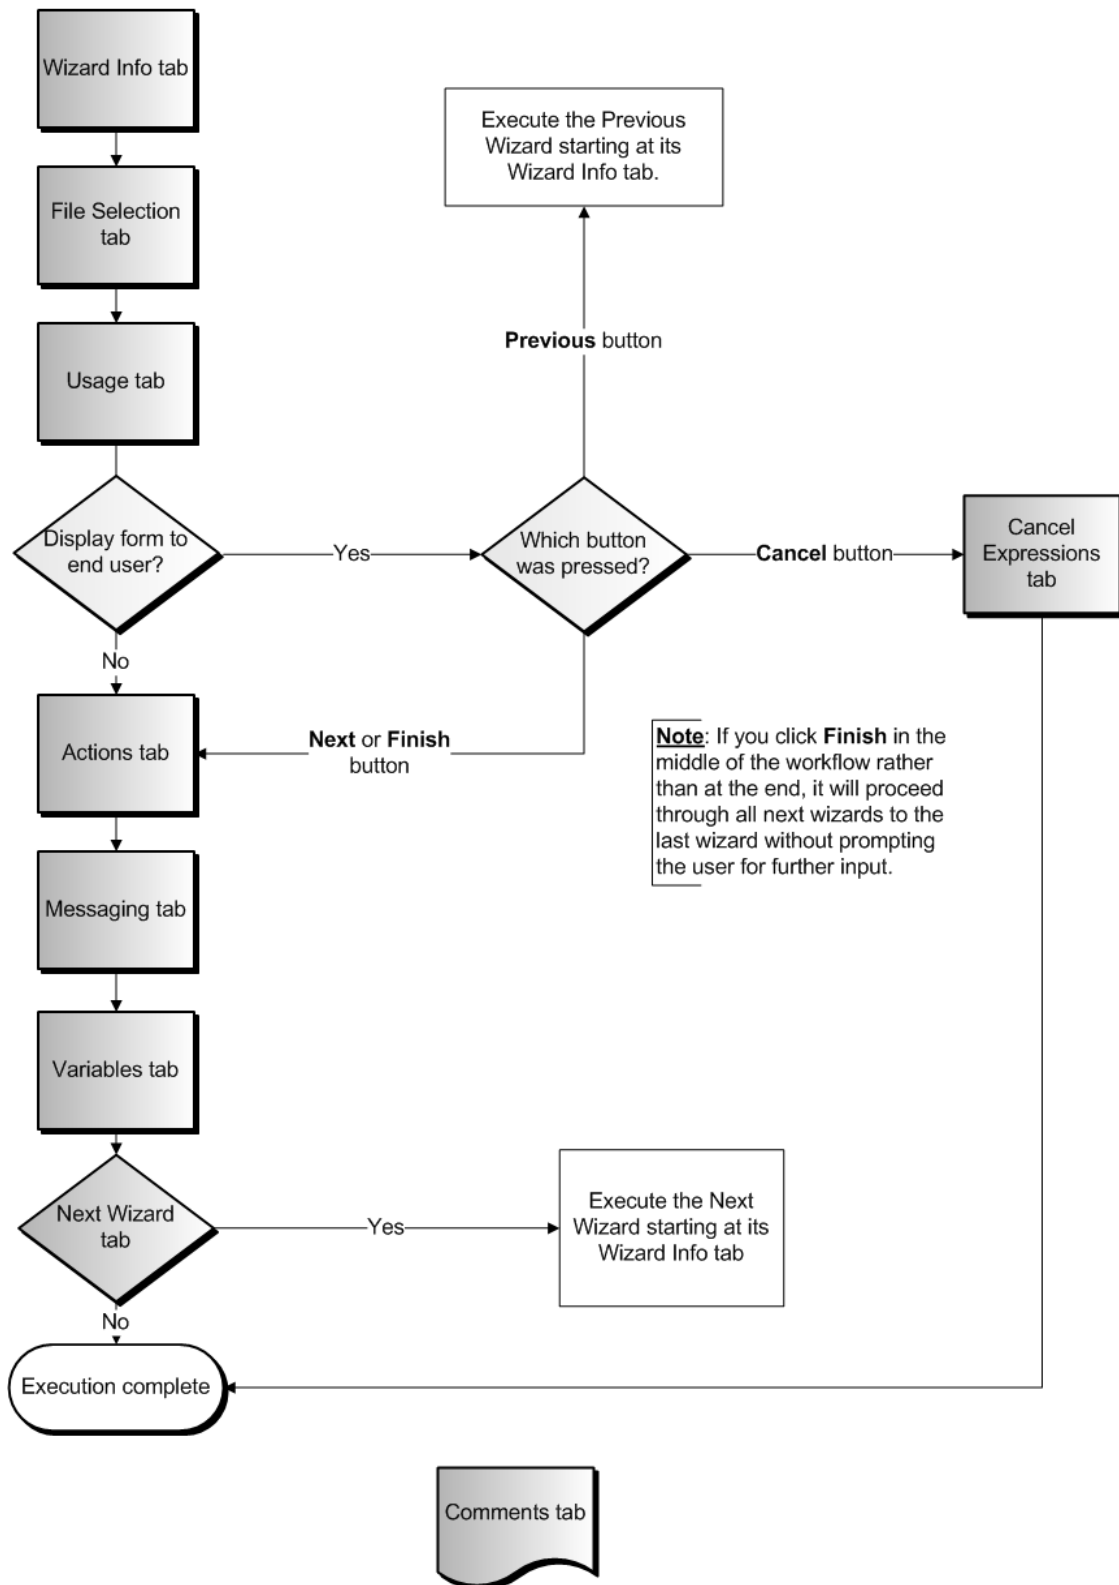 Wizard Info tab
Execute the Previous
Wizard starting at its
Wizard Info tab.
File Selection
tab
Previous button
Usage tab
Display form to
end user?
Yes
Which button
was pressed?
Cancel button
Cancel
Expressions
tab
No
Actions tab
Next or Finish
button
Note: If you click Finish in the
middle of the workflow rather
than at the end, it will proceed
through all next wizards to the
last wizard without prompting
the user for further input.
Messaging tab
Variables tab
Next Wizard
tab
Yes
Execute the Next
Wizard starting at its
Wizard Info tab
No
Execution complete
Comments tab